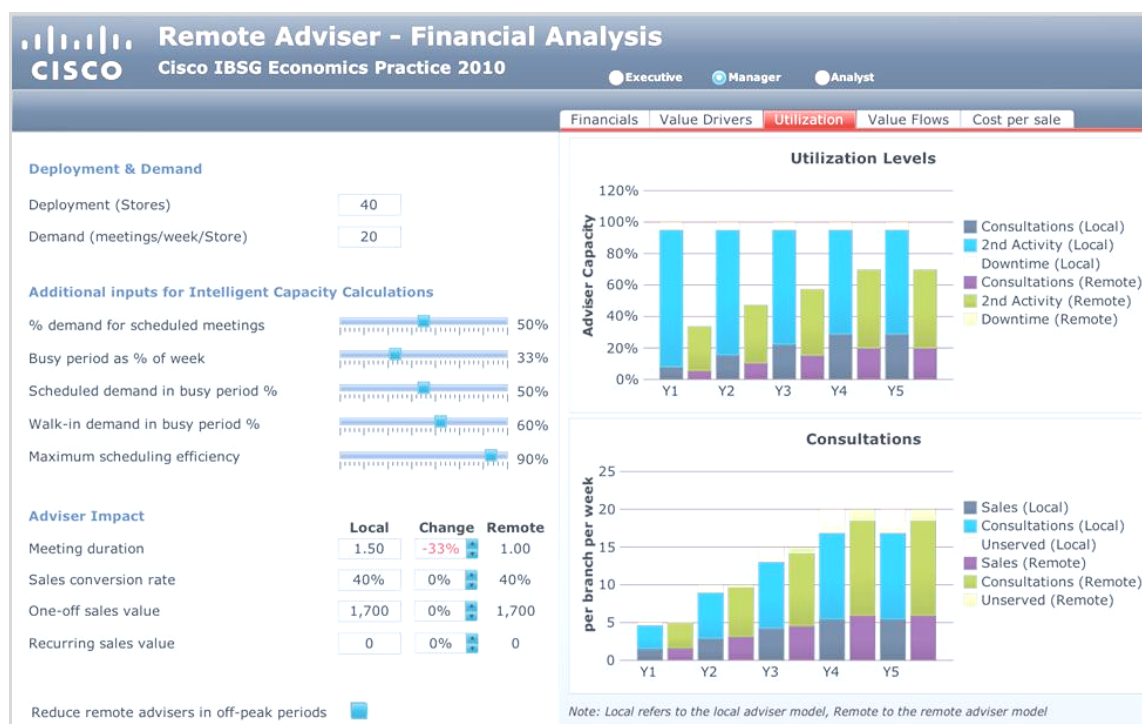 CISCO
Remote Adviser - Financial Analysis
Cisco IBSG Economics Practice 2010
Executive Manager Analyst
Financials Value Drivers Utilization Value Flows Cost per sale
Deployment & Demand
Deployment (Stores) 40
Demand (meetings/week/Store) 20
Additional inputs for Intelligent Capacity Calculations
% demand for scheduled meetings 50%
Busy period as % of week 33%
Scheduled demand in busy period % 50%
Walk-in demand in busy period % 60%
Maximum scheduling efficiency 90%
Adviser Impact
Local Change Remote
Meeting duration 1.50 -33% 1.00
Sales conversion rate 40% 0% 40%
One-off sales value 1,700 0% 1,700
Recurring sales value 0 0% 0
Reduce remote advisers in off-peak periods
Utilization Levels
Adviser Capacity
120%
100%
80%
60%
40%
20%
0%
Y1 Y2 Y3 Y4 Y5
Consultations (Local)
2nd Activity (Local)
Downtime (Local)
Consultations (Remote)
2nd Activity (Remote)
Downtime (Remote)
Consultations
per branch per week
25
20
15
10
5
0
Y1 Y2 Y3 Y4 Y5
Sales (Local)
Consultations (Local)
Unserved (Local)
Sales (Remote)
Consultations (Remote)
Unserved (Remote)
Note: Local refers to the local adviser model, Remote to the remote adviser model